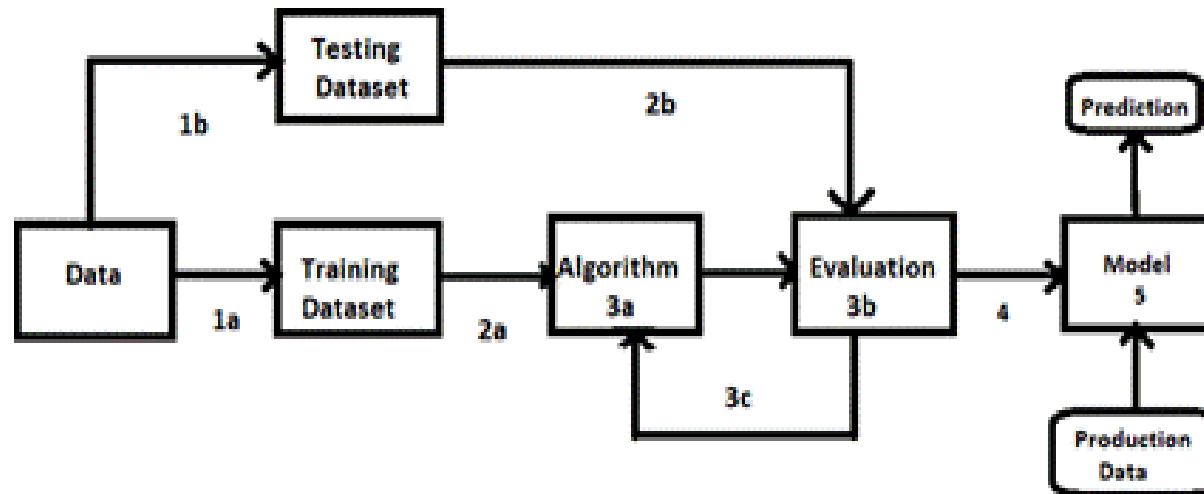 Testing
Dataset
1b
2b
Prediction
Data
1a
Training
Dataset
2a
Algorithm
3a
Evaluation
3b
4
Model
5
3c
Production
Data